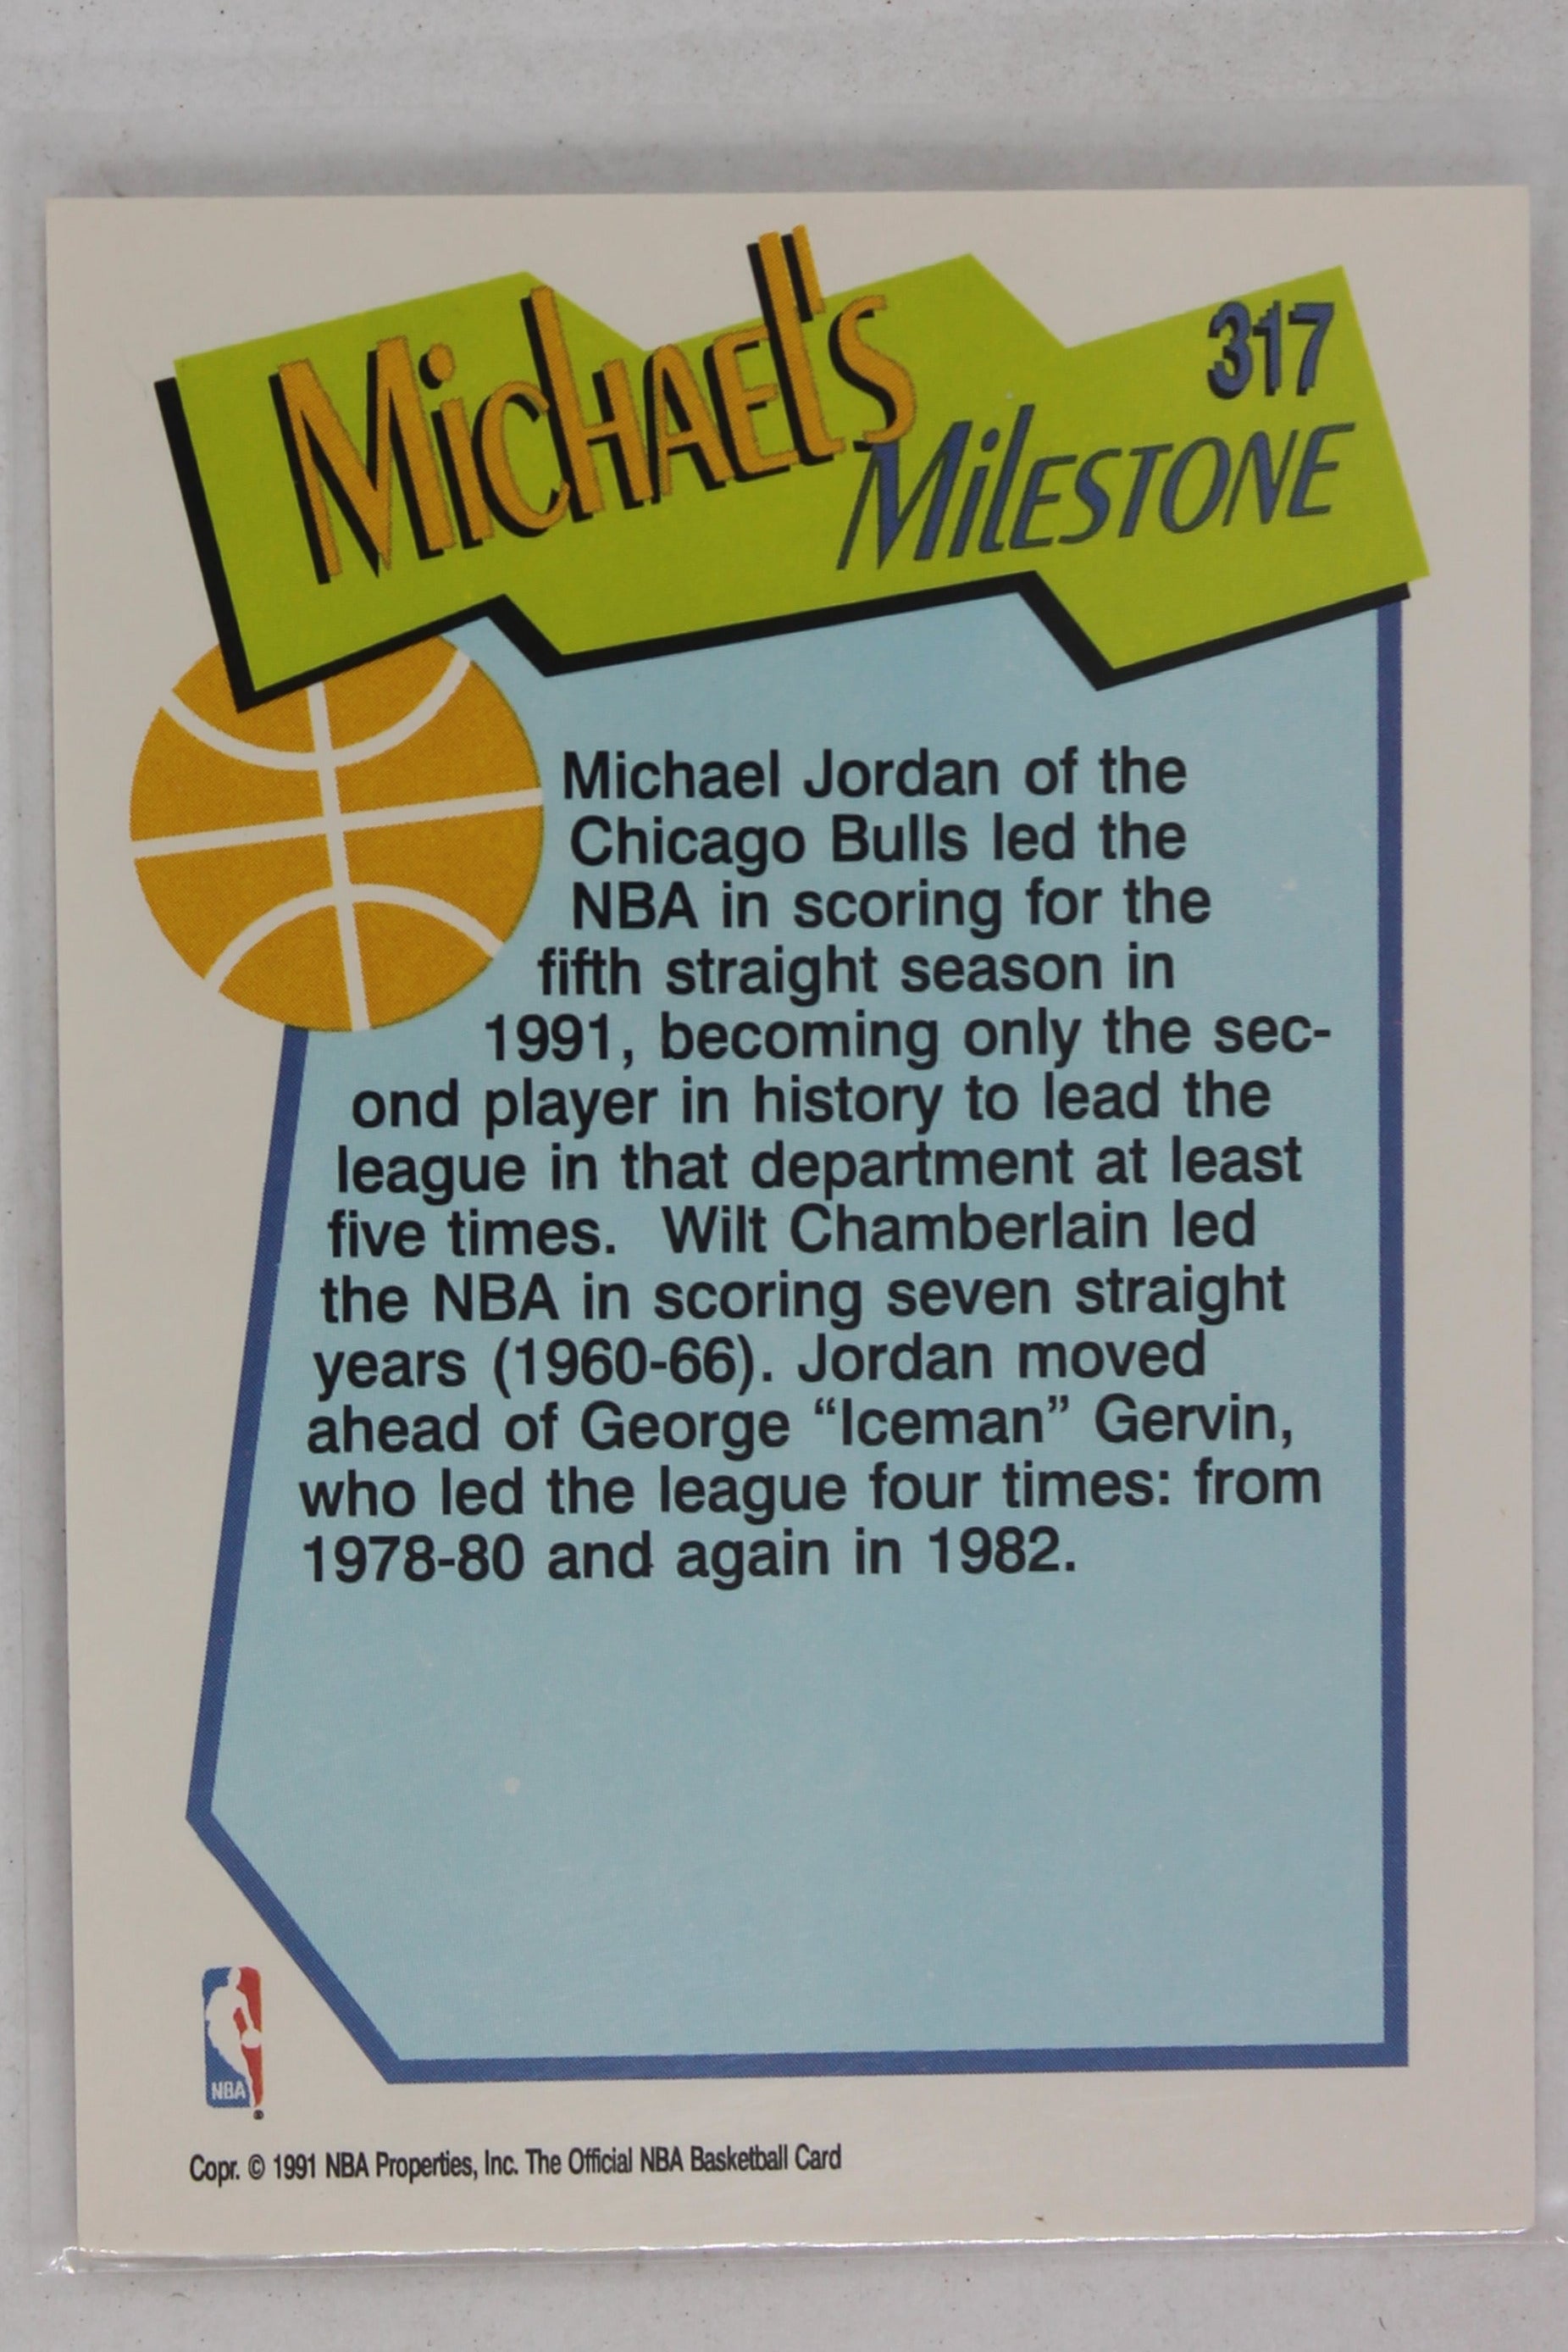 Michael's
317
Milestone
Michael Jordan of the
Chicago Bulls led the
NBA in scoring for the
fifth straight season in
1991, becoming only the sec-
ond player in history to lead the
league in that department at least
five times. Wilt Chamberlain led
the NBA in scoring seven straight
years (1960-66). Jordan moved
ahead of George “Iceman” Gervin,
who led the league four times: from
1978-80 and again in 1982.
NBA
®
Copr. © 1991 NBA Properties, Inc. The Official NBA Basketball Card